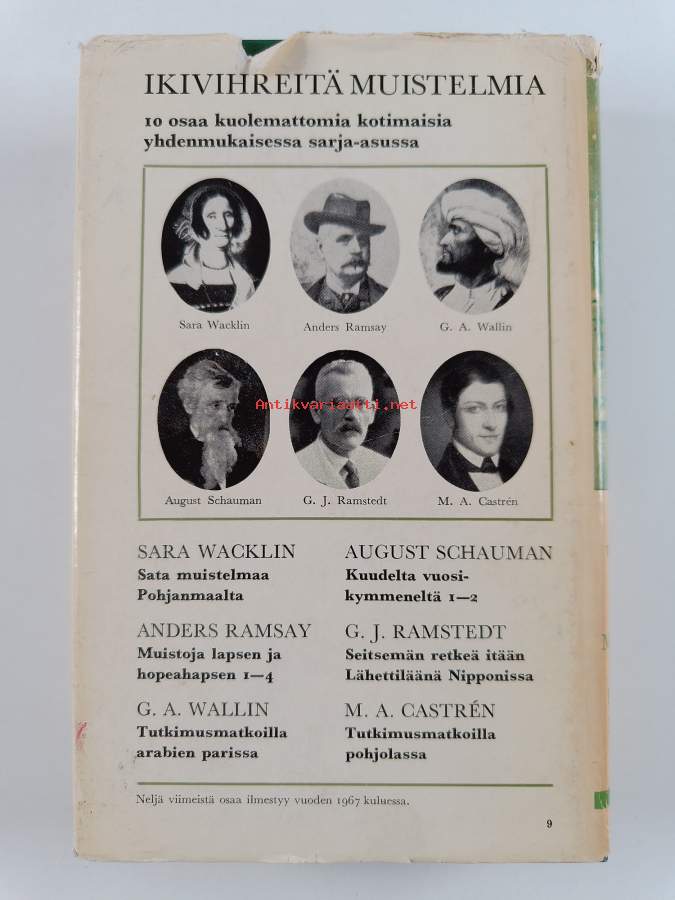 IKIVIHREITÄ MUISTELMIA
10 osaa kuolemattomia kotimaisia
yhdenmukaisessa sarja-asussa
Sara Wacklin
Anders Ramsay
G. A. Wallin
Antikvariaatti.net
August Schauman
G. J. Ramstedt
M. A. Castrén
SARA WACKLIN
Sata muistelmaa
Pohjanmaalta
ANDERS RAMSAY
Muistoja lapsen ja
hopeahapsen 1—4
G. A. WALLIN
Tutkimusmatkoilla
arabien parissa
AUGUST SCHAUMAN
Kuudelta vuosi-
kymmeneltä 1—2
G. J. RAMSTEDT
Seitsemän retkeä itään
Lähettiläänä Nipponissa
M. A. CASTRÉN
Tutkimusmatkoilla
pohjolassa
Neljä viimeistä osaa ilmestyy vuoden 1967 kuluessa.
9